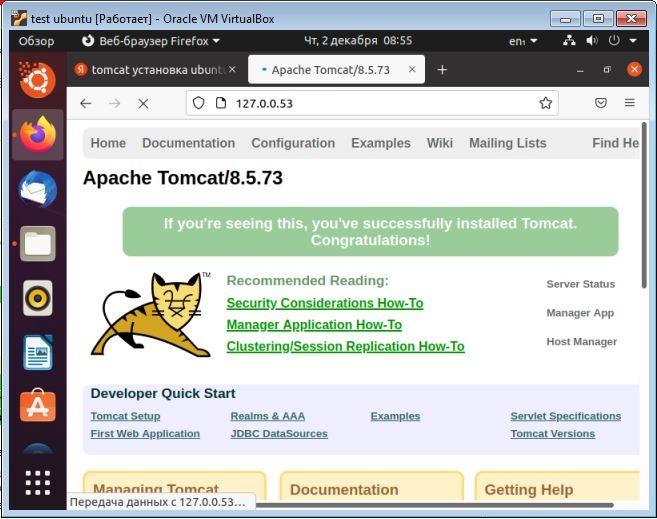 test ubuntu [Работает] - Oracle VM VirtualBox
Обзор Веб-браузер Firefox Чт, 2 декабря 08:55 en₁
tomcat установка ubunt Apache Tomcat/8.5.73
127.0.0.53
Home Documentation Configuration Examples Wiki Mailing Lists Find He
Apache Tomcat/8.5.73
If you're seeing this, you've successfully installed Tomcat.
Congratulations!
TM
Recommended Reading:
Security Considerations How-To
Manager Application How-To
Clustering/Session Replication How-To
Server Status
Manager App
Host Manager
Developer Quick Start
Tomcat Setup Realms & AAA Examples Servlet Specifications
First Web Application JDBC DataSources Tomcat Versions
Managing Tomcat Documentation Getting Help
Передача данных с 127.0.0.53…